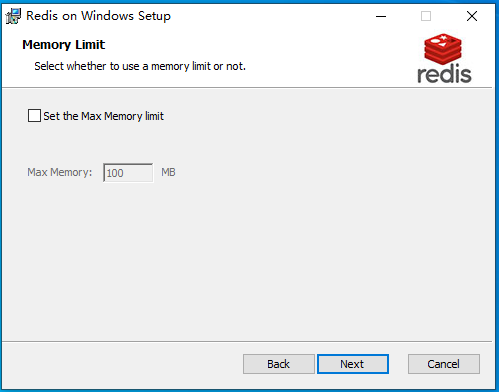 Redis on Windows Setup
Memory Limit
Select whether to use a memory limit or not.
redis
Set the Max Memory limit
Max Memory: 100 MB
Back Next Cancel